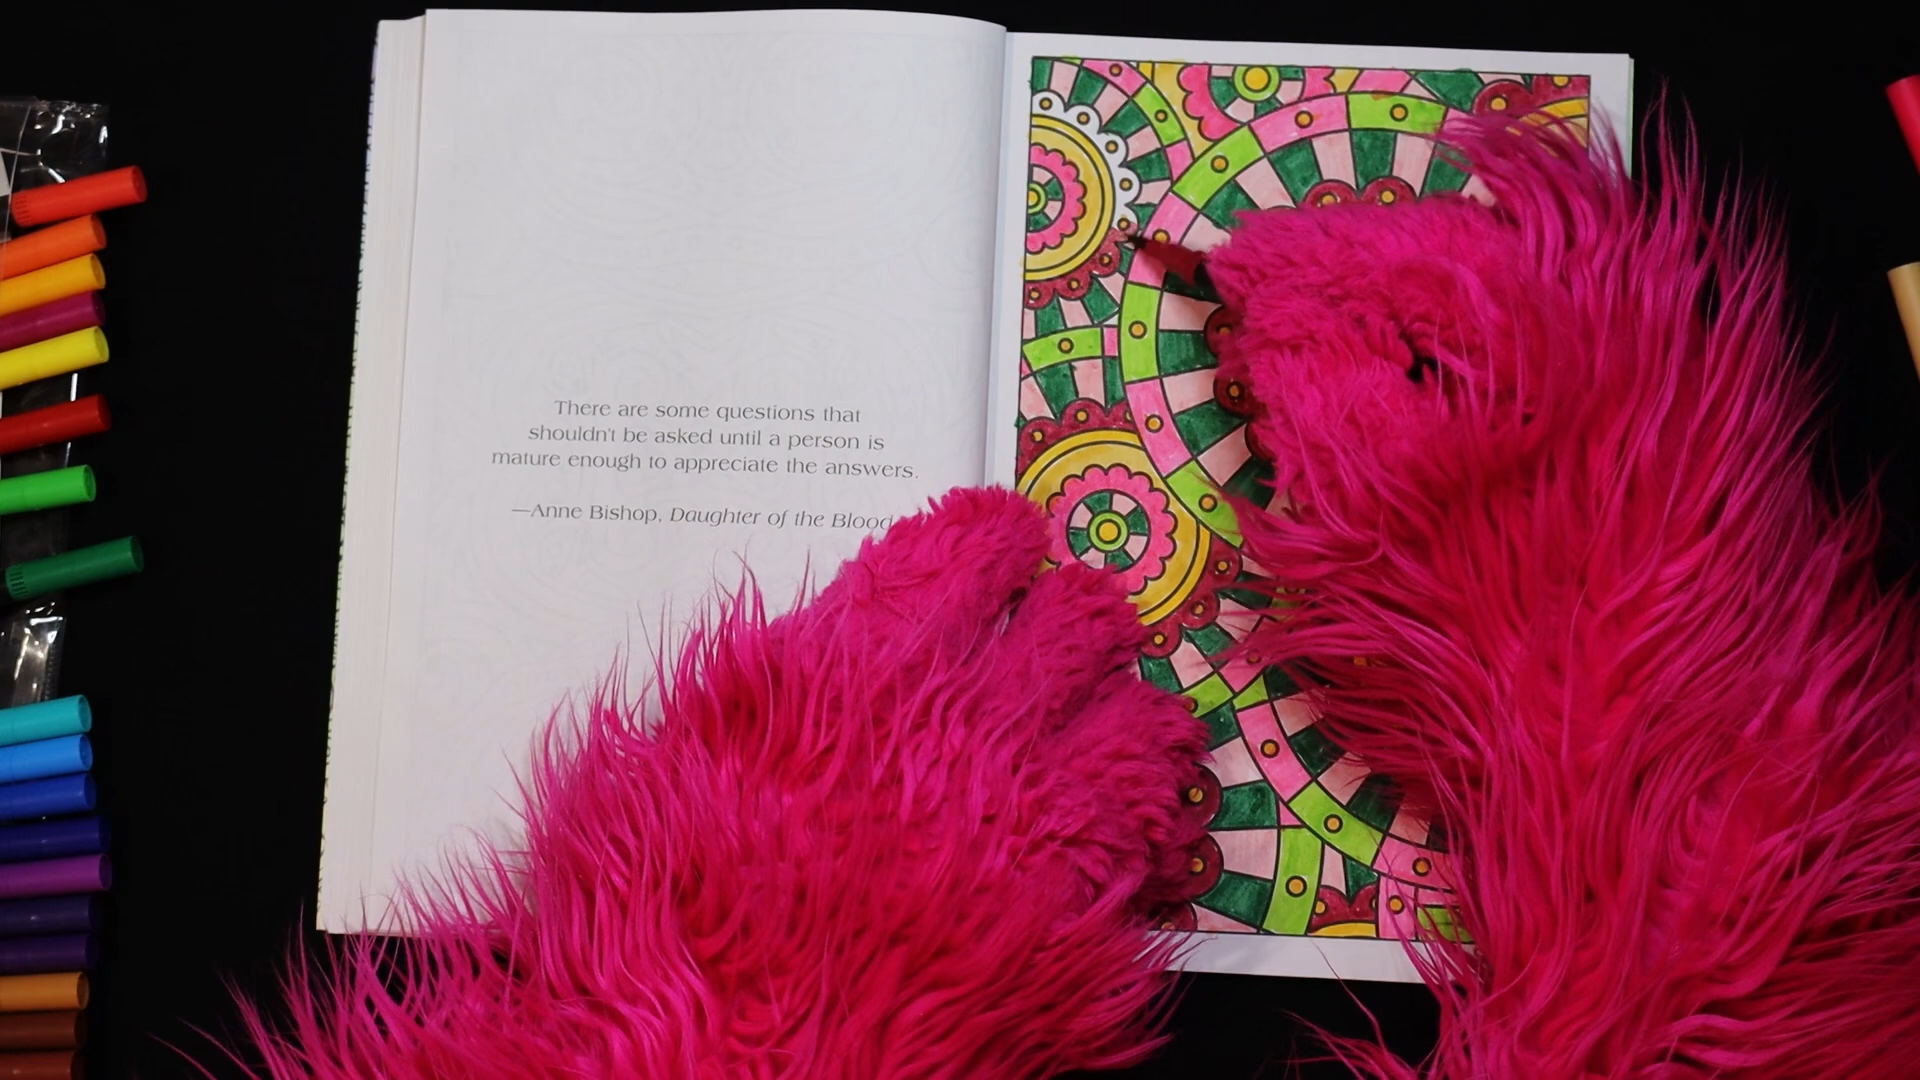 There are some questions that
shouldn't be asked until a person is
mature enough to appreciate the answers.
—Anne Bishop, Daughter of the Blood